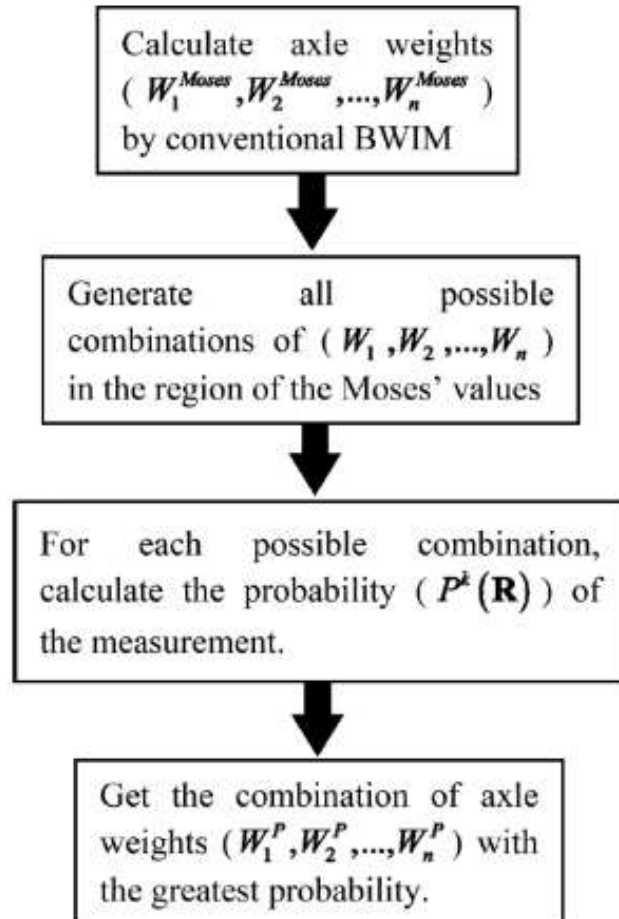 Calculate axle weights
( W₁^Moses, W₂^Moses,..., Wₙ^Moses )
by conventional BWIM
Generate all possible
combinations of ( W₁ , W₂ ,..., Wₙ )
in the region of the Moses’ values
For each possible combination,
calculate the probability ( P^k (R) ) of
the measurement.
Get the combination of axle
weights ( W₁^P, W₂^P,..., Wₙ^P ) with
the greatest probability.